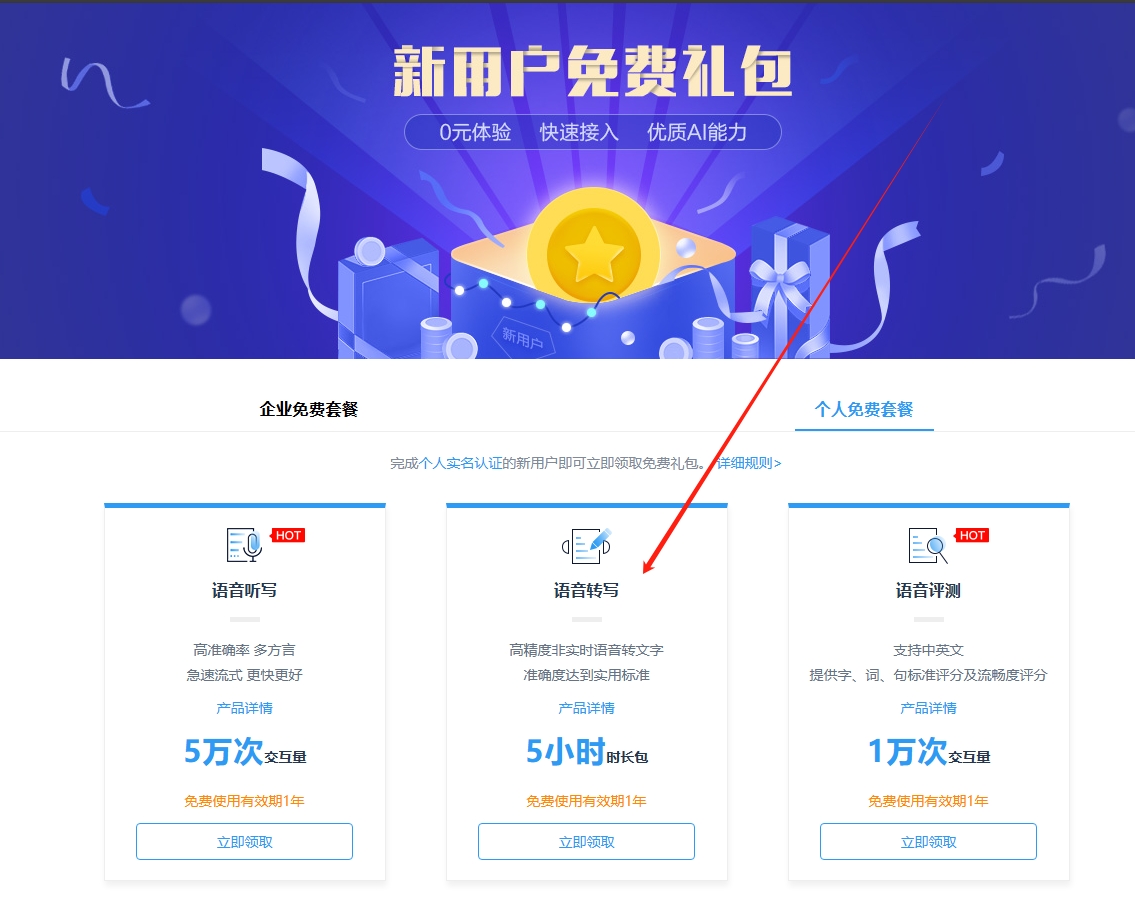 新用户免费礼包
0元体验 快速接入 优质AI能力
新用户
企业免费套餐
个人免费套餐
完成个人实名认证的新用户即可立即领取免费礼包。详细规则>
HOT
语音听写
高准确率 多方言
急速流式 更快更好
产品详情
5万次交互量
免费使用有效期1年
立即领取
语音转写
高精度非实时语音转文字
准确度达到实用标准
产品详情
5小时时长包
免费使用有效期1年
立即领取
HOT
语音评测
支持中英文
提供字、词、句标准评分及流畅度评分
产品详情
1万次交互量
免费使用有效期1年
立即领取